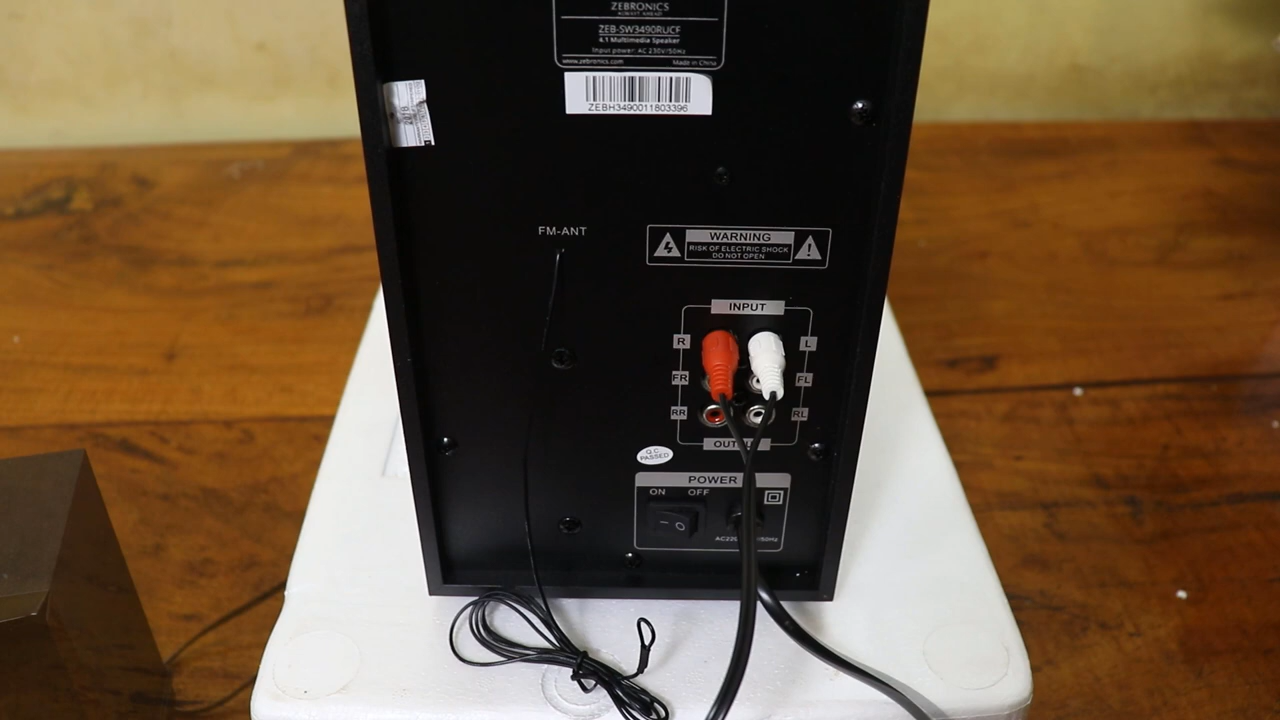 ZEBRONICS
ALWAYS AHEAD
ZEB-SW3490RUCF
4.1 Multimedia Speaker
Input power: AC 230V/50Hz
www.zebronics.com Made in China
ZEBH3490011803396
FM-ANT
WARNING
RISK OF ELECTRIC SHOCK
DO NOT OPEN
INPUT
R L
FR FL
RR RL
Q.C.
PASSED
POWER
ON OFF
/50Hz